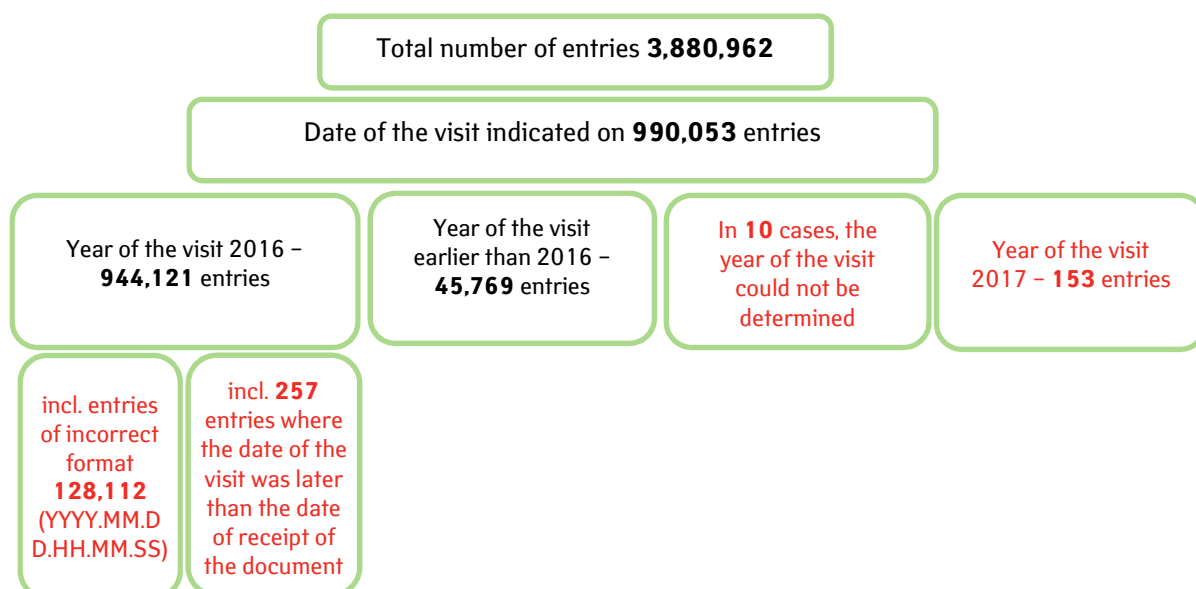 Total number of entries 3,880,962
Date of the visit indicated on 990,053 entries
Year of the visit 2016 –
944,121 entries
Year of the visit
earlier than 2016 –
45,769 entries
In 10 cases, the
year of the visit
could not be
determined
Year of the visit
2017 – 153 entries
incl. entries
of incorrect
format
128,112
(YYYY.MM.D
D.HH.MM.SS)
incl. 257
entries where
the date of the
visit was later
than the date
of receipt of
the document